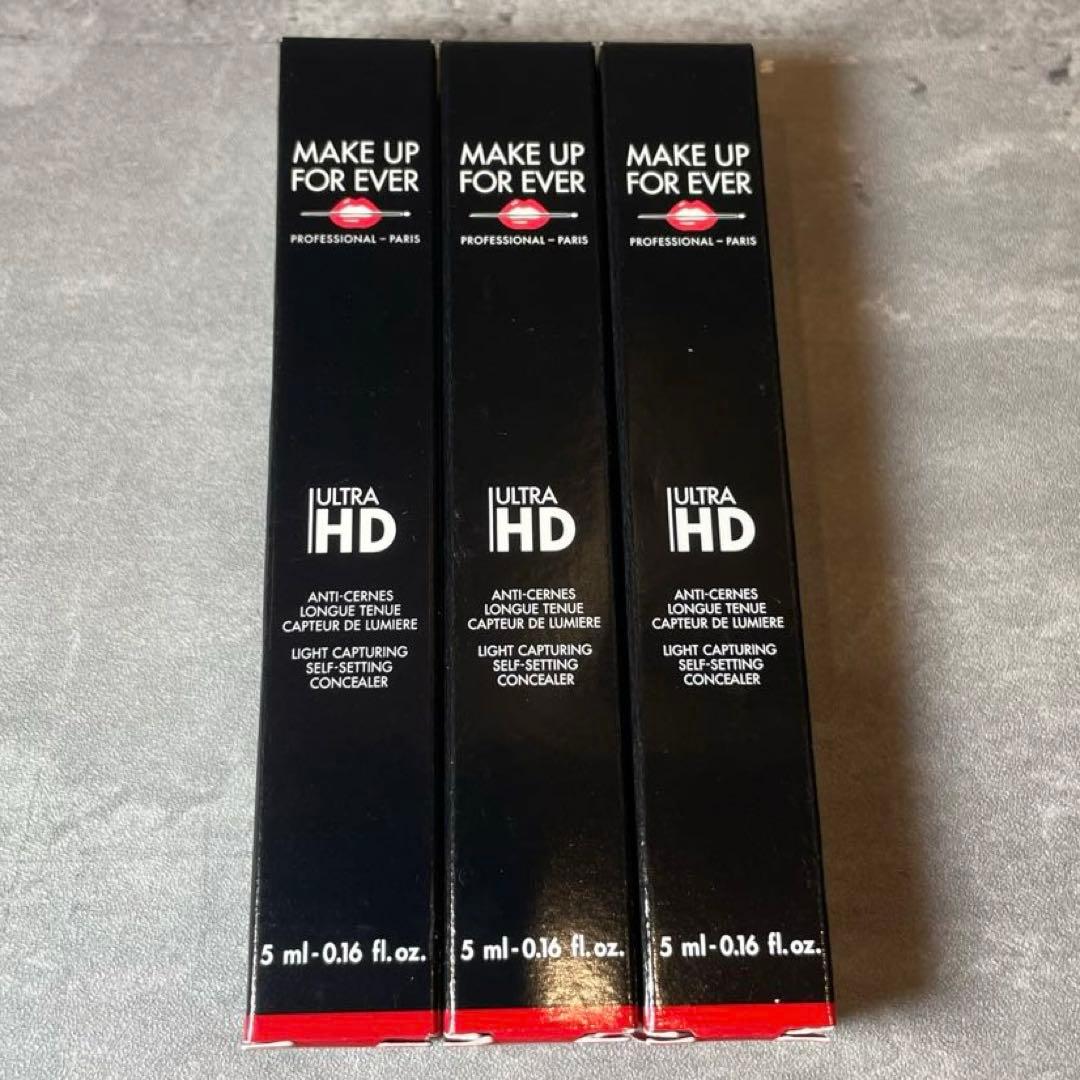 MAKE UP
FOR EVER
PROFESSIONAL – PARIS
ULTRA
HD
ANTI-CERNES
LONGUE TENUE
CAPTEUR DE LUMIERE
LIGHT CAPTURING
SELF-SETTING
CONCEALER
5 ml - 0.16 fl.oz.
MAKE UP
FOR EVER
PROFESSIONAL – PARIS
ULTRA
HD
ANTI-CERNES
LONGUE TENUE
CAPTEUR DE LUMIERE
LIGHT CAPTURING
SELF-SETTING
CONCEALER
5 ml - 0.16 fl.oz.
MAKE UP
FOR EVER
PROFESSIONAL – PARIS
ULTRA
HD
ANTI-CERNES
LONGUE TENUE
CAPTEUR DE LUMIERE
LIGHT CAPTURING
SELF-SETTING
CONCEALER
5 ml - 0.16 fl.oz.